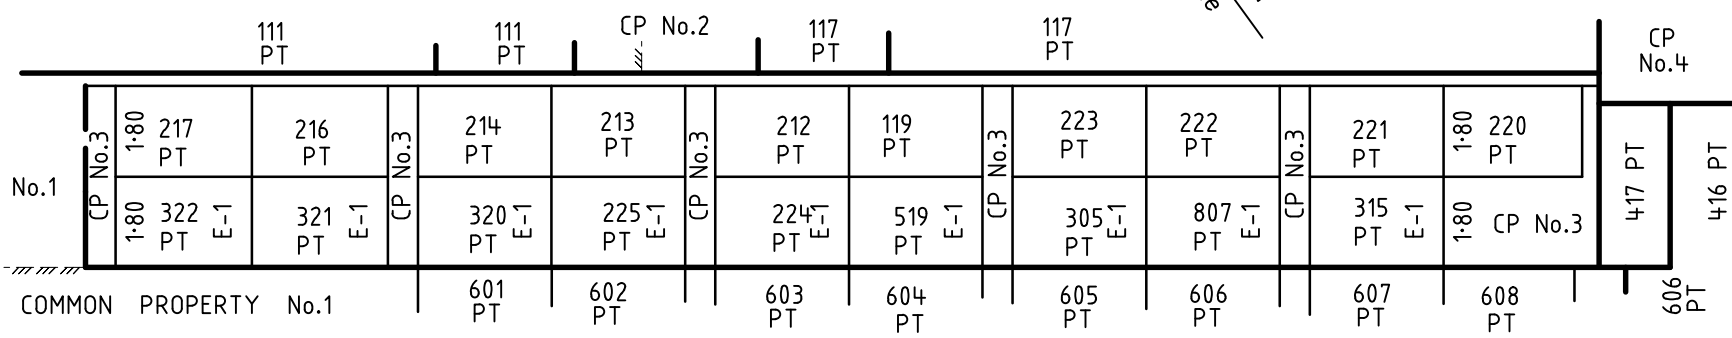 111
PT
111
PT
CP No.2
117
PT
117
PT
e
CP
No.4
CP No.3
1·80
217
PT
216
PT
CP No.3
214
PT
213
PT
CP No.3
212
PT
119
PT
CP No.3
223
PT
222
PT
CP No.3
221
PT
1·80
220
PT
417 PT
416 PT
No.1
1·80
322
PT
E-1
321
PT
E-1
320
PT
E-1
225
PT
E-1
224
PT
E-1
519
PT
E-1
305
PT
E-1
807
PT
E-1
315
PT
E-1
1·80
CP No.3
COMMON PROPERTY No.1
601
PT
602
PT
603
PT
604
PT
605
PT
606
PT
607
PT
608
PT
606
PT